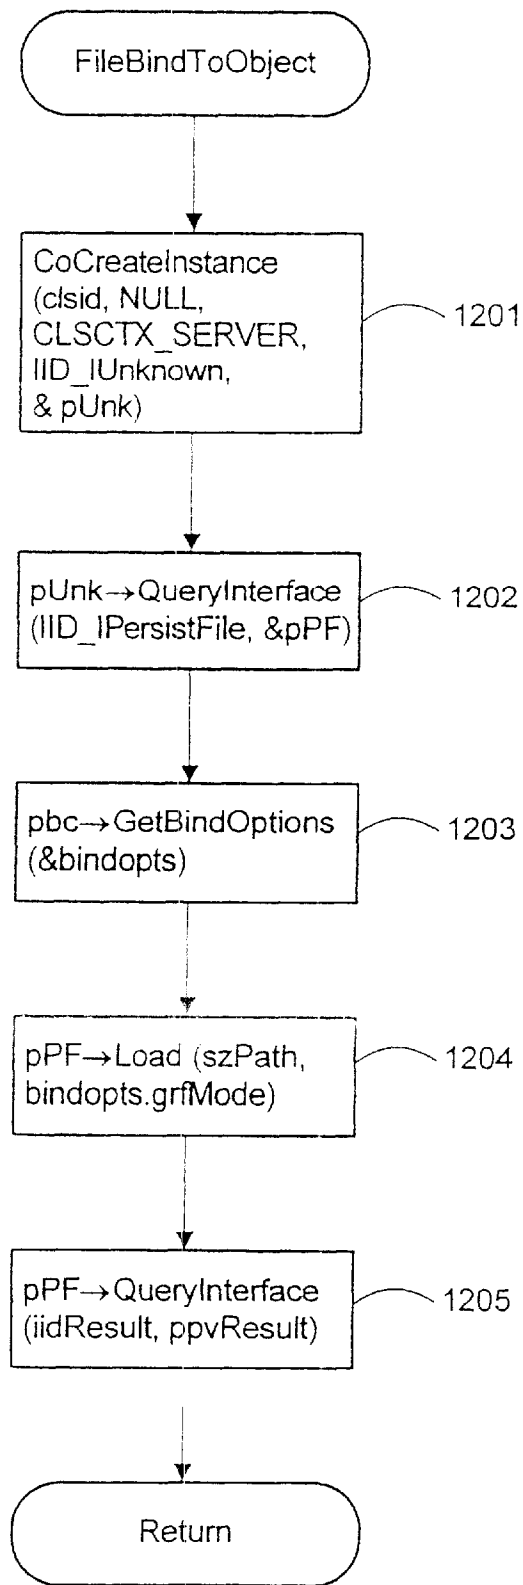 FileBindToObject
CoCreateInstance
(clsid, NULL,
CLSCTX_SERVER,
IID_IUnknown,
& pUnk)
1201
pUnk→QueryInterface
(IID_IPersistFile, &pPF)
1202
pbc→GetBindOptions
(&bindopts)
1203
pPF→Load (szPath,
bindopts.grfMode)
1204
pPF→QueryInterface
(iidResult, ppvResult)
1205
Return